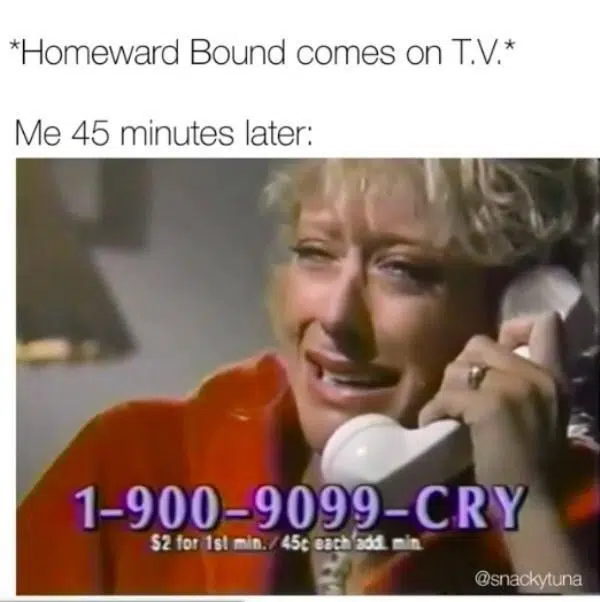 *Homeward Bound comes on T.V.*
Me 45 minutes later:
1-900-9099-CRY
$2 for 1st min./45¢ each add. min.
@snackytuna